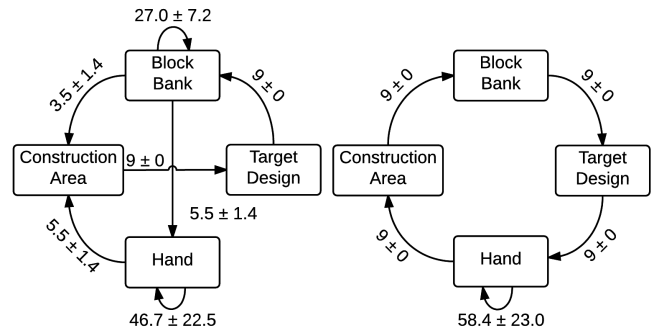 27.0 ± 7.2
Block
Bank
3.5 ± 1.4
9 ± 0
Construction
Area
9 ± 0
Target
Design
5.5 ± 1.4
5.5 ± 1.4
Hand
46.7 ± 22.5
Block
Bank
9 ± 0
9 ± 0
Construction
Area
Target
Design
9 ± 0
9 ± 0
Hand
58.4 ± 23.0